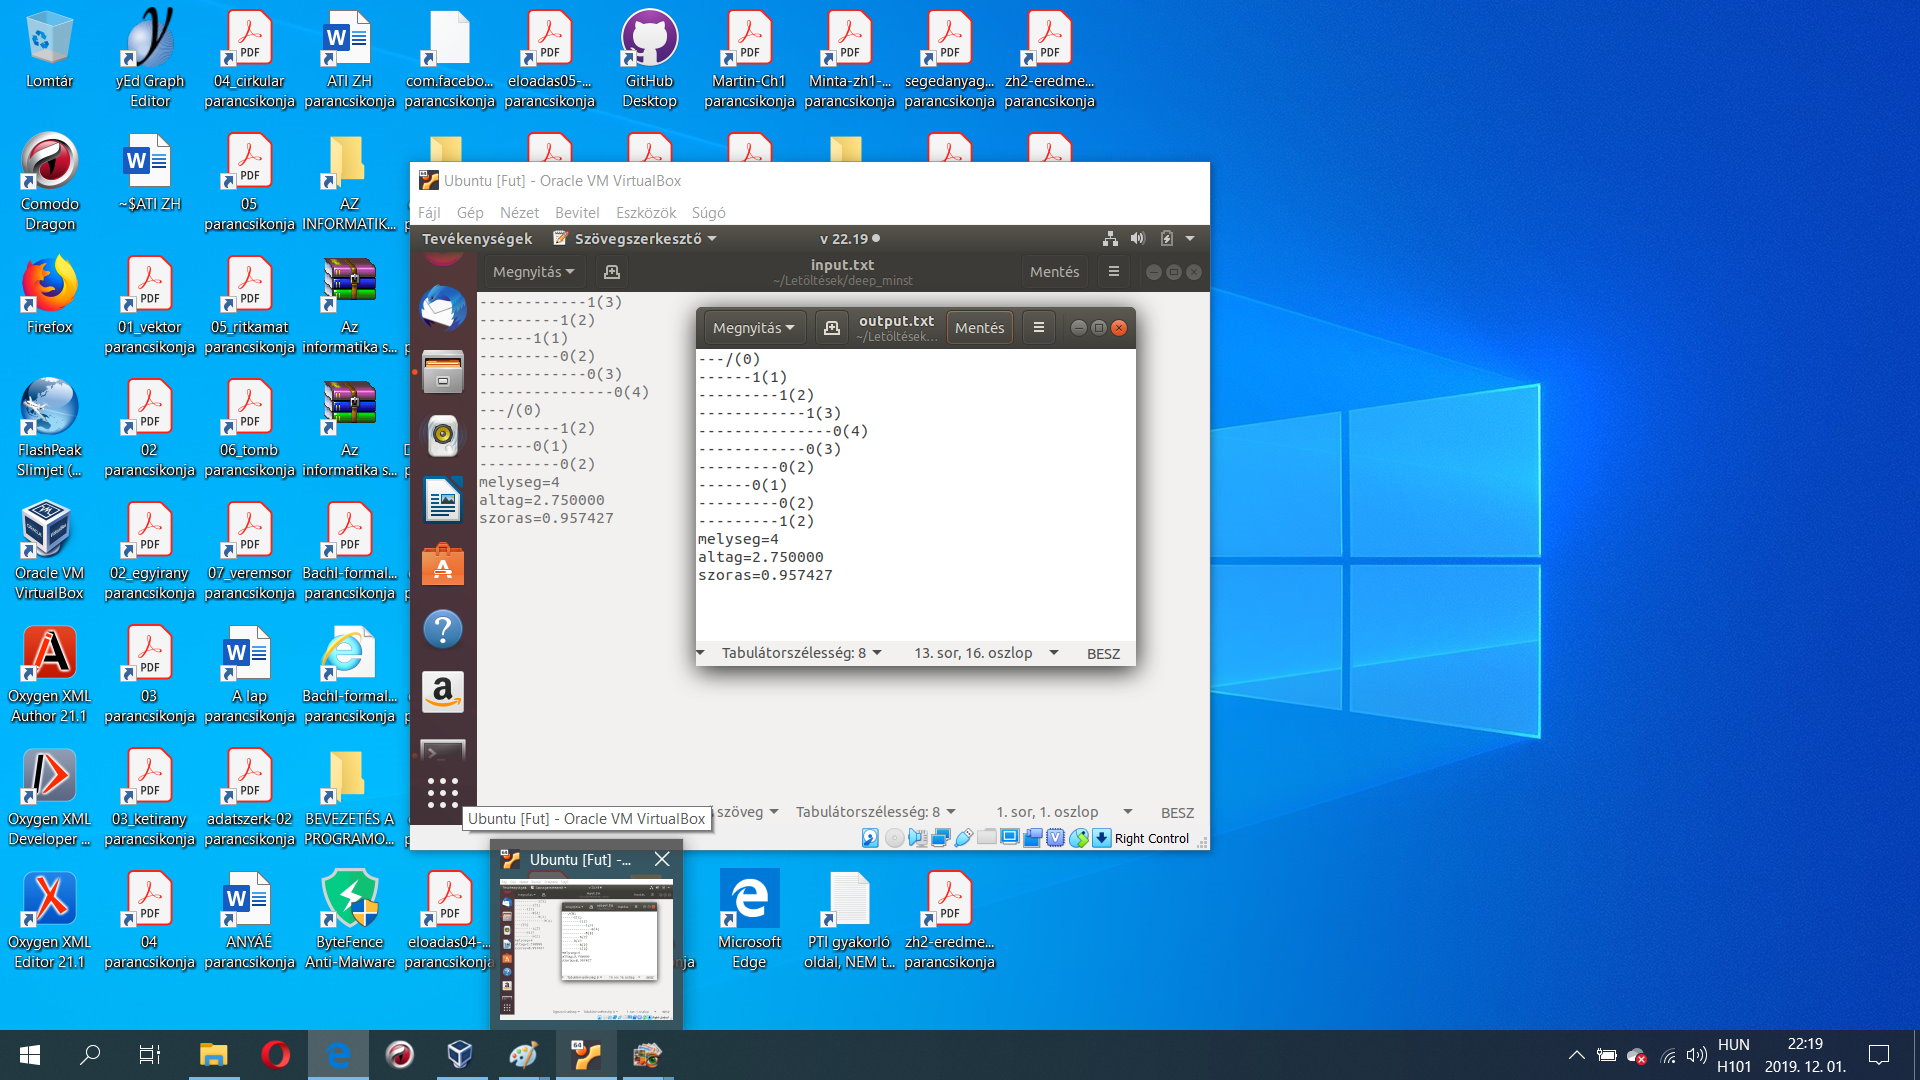 Lomtár
yEd Graph
Editor
04_cirkular
parancsikonja
ATI ZH
parancsikonja
com.facebo...
parancsikonja
eloadas05-...
parancsikonja
GitHub
Desktop
Martin-Ch1
parancsikonja
Minta-zh1-...
parancsikonja
segedanyag...
parancsikonja
zh2-eredme...
parancsikonja
Comodo
Dragon
~$ATI ZH
05
parancsikonja
AZ
INFORMATIK...
Firefox
01_vektor
parancsikonja
05_ritkamat
parancsikonja
Az
informatika s...
FlashPeak
Slimjet (...
02
parancsikonja
06_tomb
parancsikonja
Az
informatika s...
Oracle VM
VirtualBox
02_egyirany
parancsikonja
07_veremsor
parancsikonja
Bachl-formal...
parancsikonja
Oxygen XML
Author 21.1
03
parancsikonja
A lap
parancsikonja
Bachl-formal...
parancsikonja
Oxygen XML
Developer ...
03_ketirany
parancsikonja
adatszerk-02
parancsikonja
BEVEZETÉS A
PROGRAMO...
Oxygen XML
Editor 21.1
04
parancsikonja
ANYÁÉ
parancsikonja
ByteFence
Anti-Malware
eloadas04-...
parancsikonja
Microsoft
Edge
PTI gyakorló
oldal, NEM t...
zh2-eredme...
parancsikonja
Ubuntu [Fut] - Oracle VM VirtualBox
Fájl Gép Nézet Bevitel Eszközök Súgó
Tevékenységek Szövegszerkesztő v 22.19
Megnyitás input.txt Mentés
~/Letöltések/deep_minst
------------1(3)
---------1(2)
------1(1)
---------0(2)
------------0(3)
---------------0(4)
---/(0)
---------1(2)
------0(1)
---------0(2)
melyseg=4
altag=2.750000
szoras=0.957427
Megnyitás output.txt Mentés
~/Letöltések...
---/(0)
------1(1)
---------1(2)
------------1(3)
---------------0(4)
------------0(3)
---------0(2)
------0(1)
---------0(2)
---------1(2)
melyseg=4
altag=2.750000
szoras=0.957427
Tabulátorszélesség: 8 13. sor, 16. oszlop BESZ
szöveg Tabulátorszélesség: 8 1. sor, 1. oszlop BESZ
Right Control
Ubuntu [Fut] - Oracle VM VirtualBox
Ubuntu [Fut] -...
HUN
H101
22:19
2019. 12. 01.